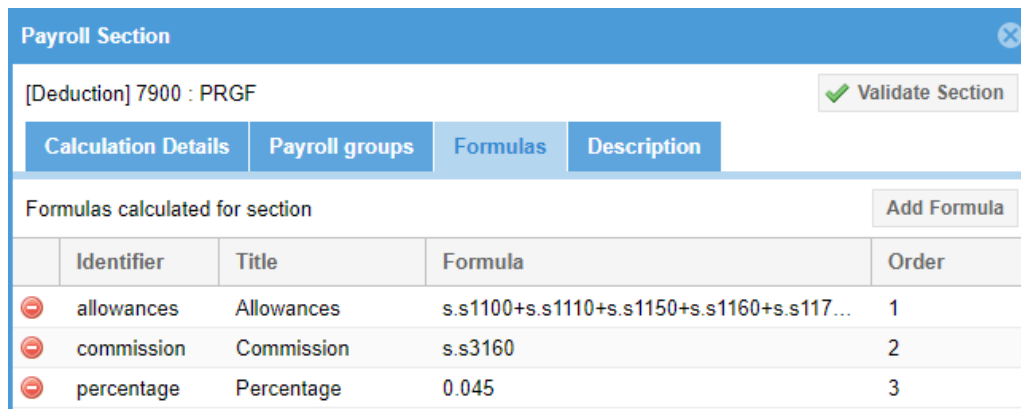 Payroll Section
[Deduction] 7900 : PRGF Validate Section
Calculation Details Payroll groups Formulas Description
Formulas calculated for section Add Formula
Identifier Title Formula Order
allowances Allowances s.s1100+s.s1110+s.s1150+s.s1160+s.s117... 1
commission Commission s.s3160 2
percentage Percentage 0.045 3